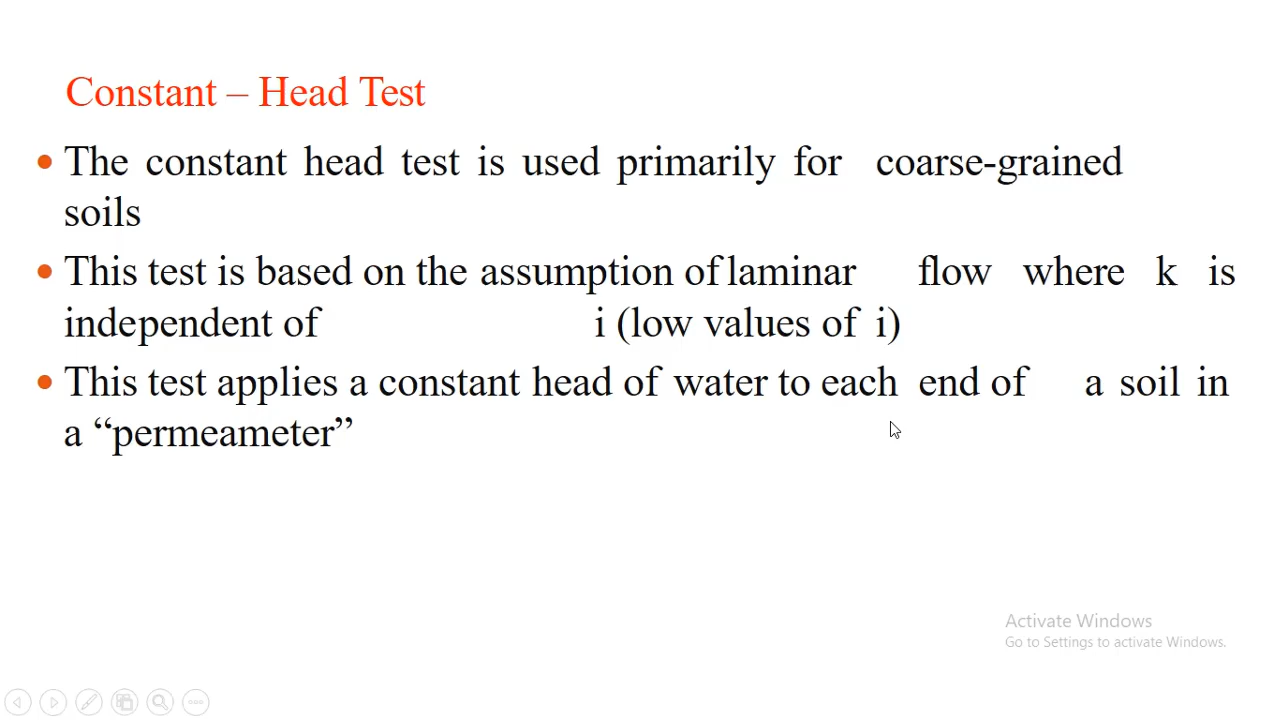 Constant – Head Test
• The constant head test is used primarily for coarse-grained
soils
• This test is based on the assumption of laminar flow where k is
independent of i (low values of i)
• This test applies a constant head of water to each end of a soil in
a “permeameter”
Activate Windows
Go to Settings to activate Windows.